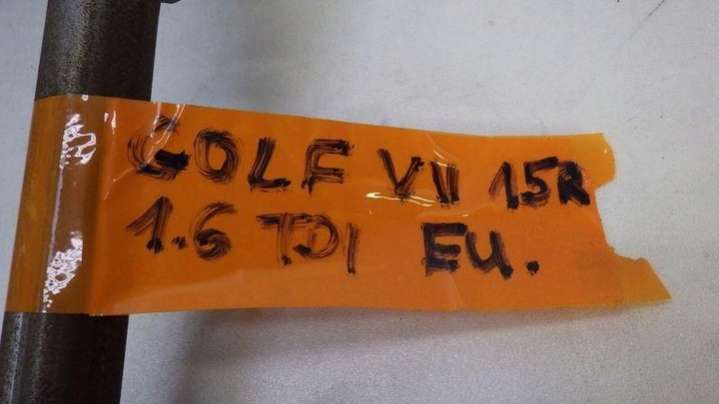 GOLF VII 15R
1.6 TDI EU.